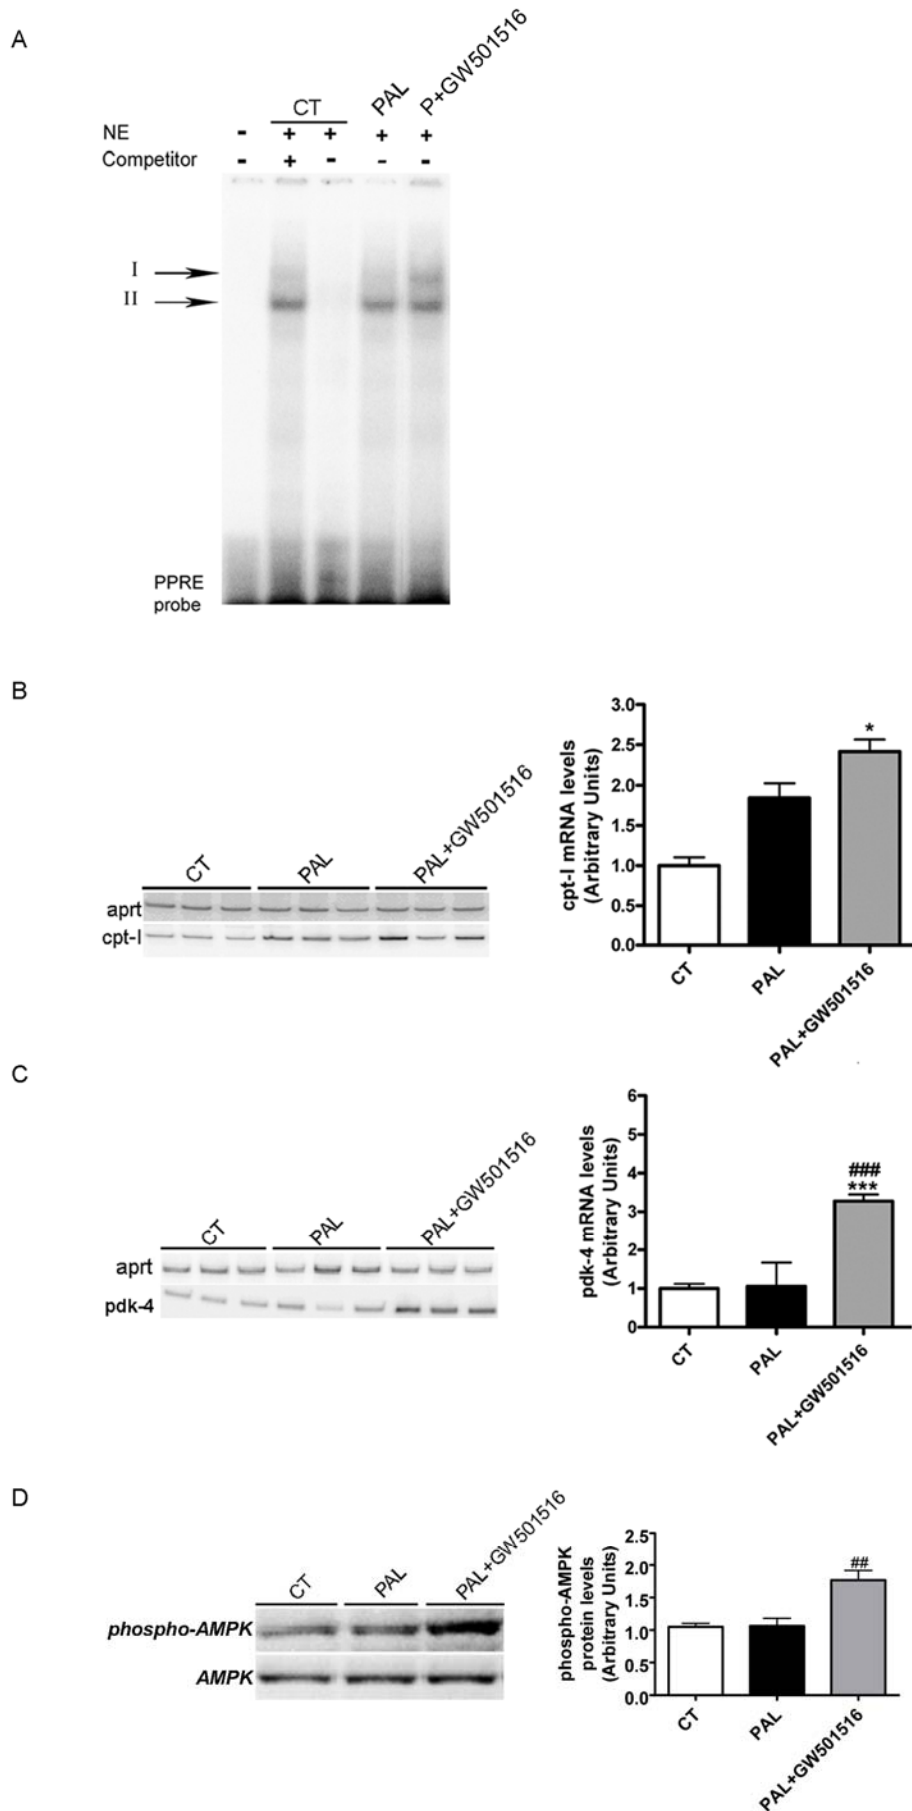 A
CT
PAL
P+GW501516
NE - + + + +
Competitor - + - - -
I
II
PPRE
probe
B
CT
PAL
PAL+GW501516
aprt
cpt-I
cpt-I mRNA levels
(Arbitrary Units)
3.0
2.5
2.0
1.5
1.0
0.5
0.0
*
CT
PAL
PAL+GW501516
C
CT
PAL
PAL+GW501516
aprt
pdk-4
pdk-4 mRNA levels
(Arbitrary Units)
6
5
4
3
2
1
0
###
***
CT
PAL
PAL+GW501516
D
CT
PAL
PAL+GW501516
phospho-AMPK
AMPK
phospho-AMPK
protein levels
(Arbitrary Units)
2.5
2.0
1.5
1.0
0.5
0.0
##
CT
PAL
PAL+GW501516